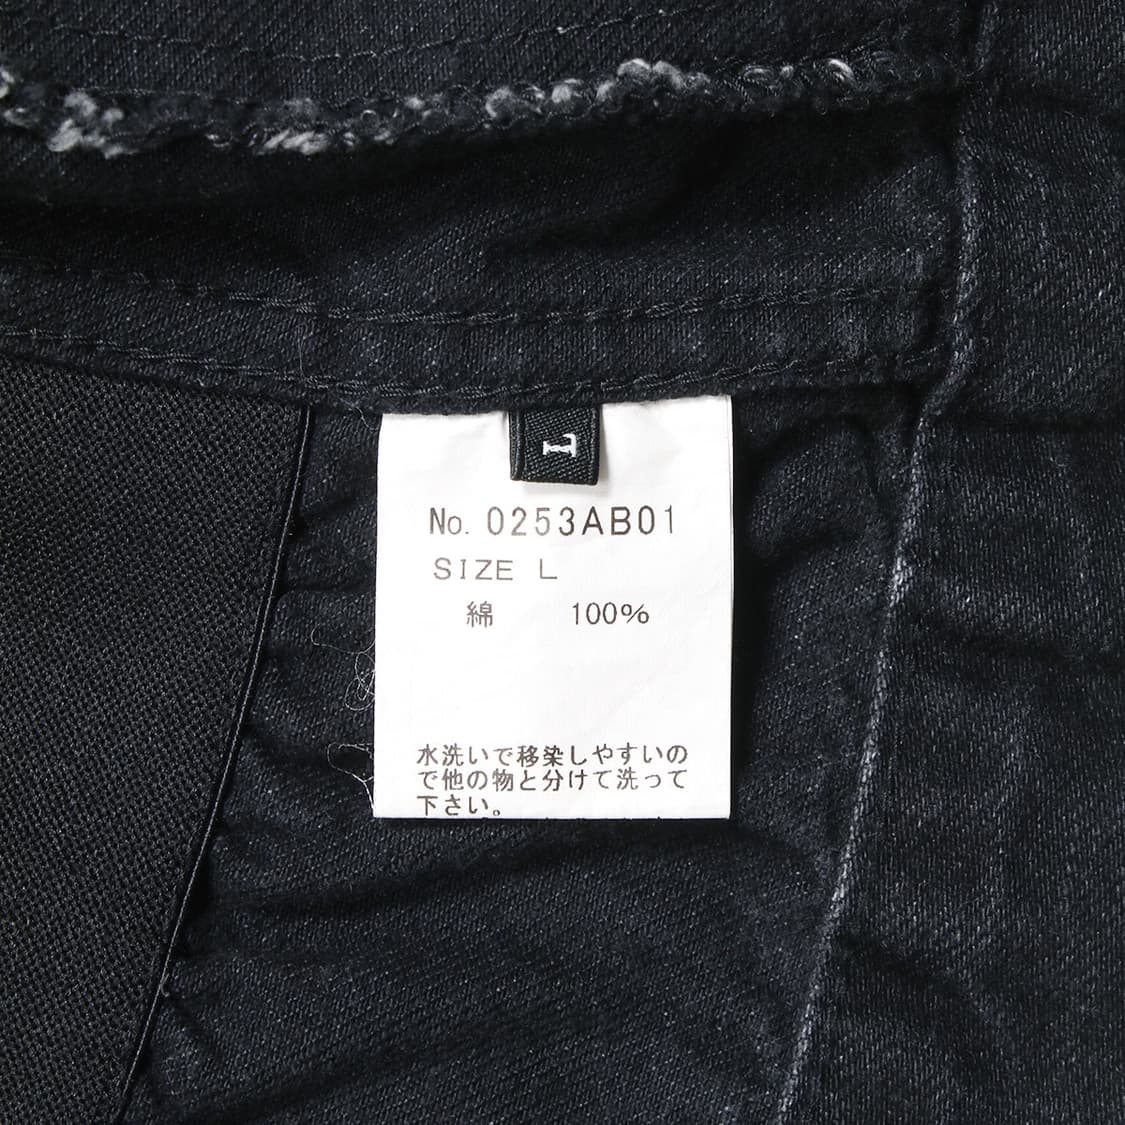 L
No. 0253AB01
SIZE L
綿 100%
水洗いで移染しやすいの
で他の物と分けて洗って
下さい。